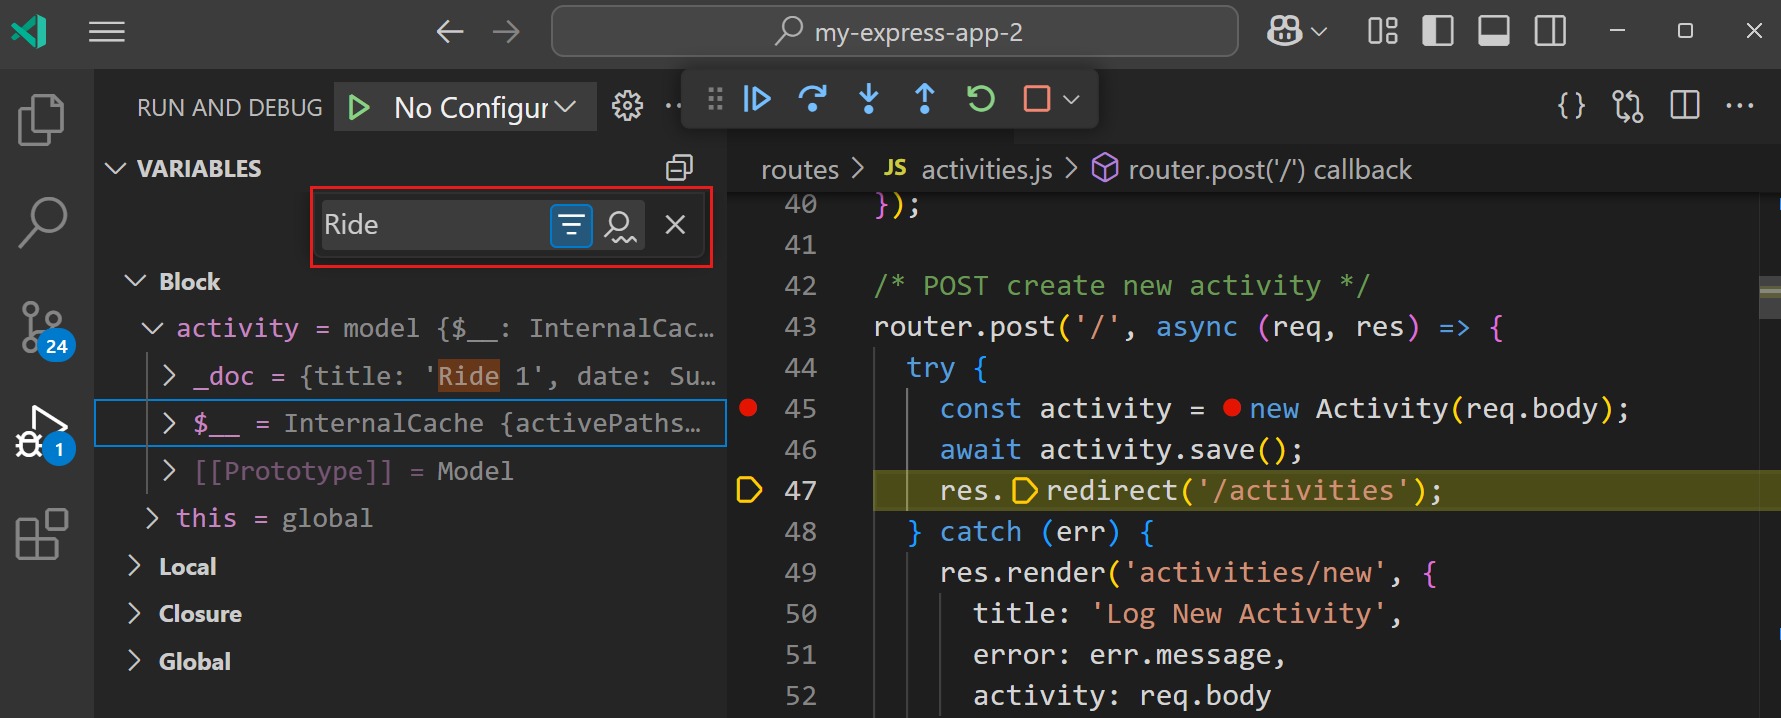 my-express-app-2
RUN AND DEBUG
No Configur
VARIABLES
Ride
Block
activity = model {$__: InternalCac...
_doc = {title: 'Ride 1', date: Su...
$__ = InternalCache {activePaths...
[[Prototype]] = Model
this = global
Local
Closure
Global
24
1
routes > JS activities.js > router.post('/') callback
40 });
41
42 /* POST create new activity */
43 router.post('/', async (req, res) => {
44 try {
45 const activity = new Activity(req.body);
46 await activity.save();
47 res.redirect('/activities');
48 } catch (err) {
49 res.render('activities/new', {
50 title: 'Log New Activity',
51 error: err.message,
52 activity: req.body